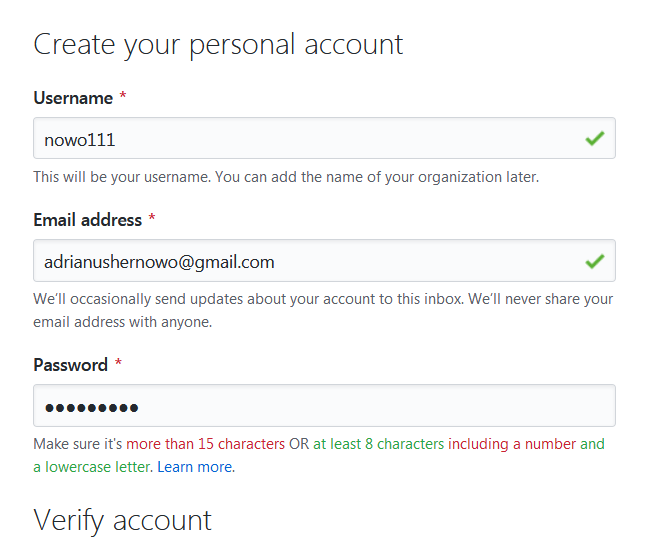 Create your personal account
Username *
nowo111
This will be your username. You can add the name of your organization later.
Email address *
adrianushernowo@gmail.com
We'll occasionally send updates about your account to this inbox. We'll never share your
email address with anyone.
Password *
●●●●●●●●●
Make sure it's more than 15 characters OR at least 8 characters including a number and
a lowercase letter. Learn more.
Verify account